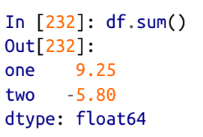 In [232]: df.sum()
Out[232]:
one    9.25
two   -5.80
dtype: float64